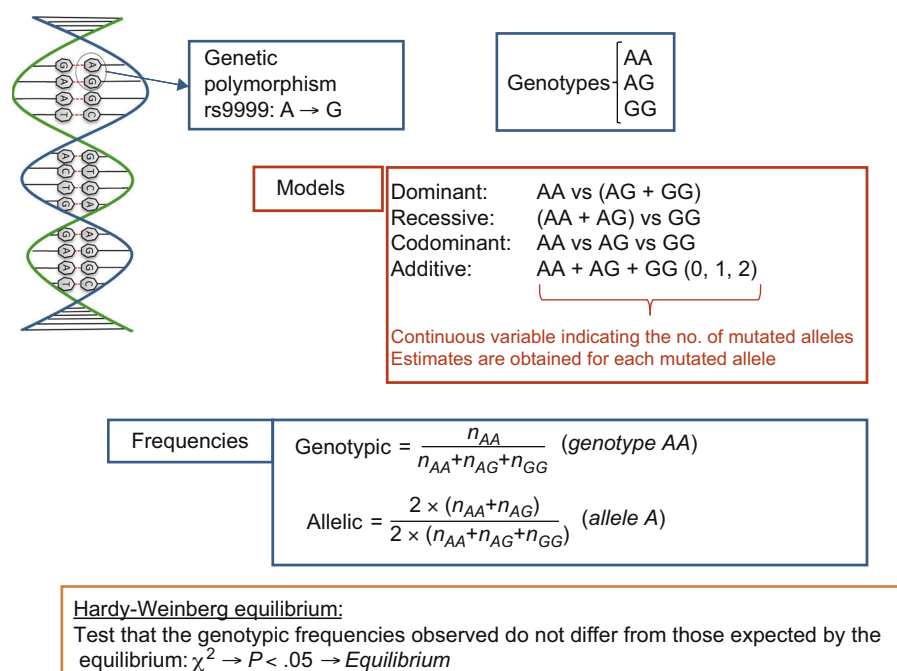 Genetic
polymorphism
rs9999: A → G
Genotypes
AA
AG
GG
G A
A G
A G
T C
A G
C T
T C
G A
G A
A G
A G
T C
Models
Dominant: AA vs (AG + GG)
Recessive: (AA + AG) vs GG
Codominant: AA vs AG vs GG
Additive: AA + AG + GG (0, 1, 2)
Continuous variable indicating the no. of mutated alleles
Estimates are obtained for each mutated allele
Frequencies
Genotypic = n_AA / (n_AA+n_AG+n_GG) (genotype AA)
Allelic = 2 × (n_AA+n_AG) / 2 × (n_AA+n_AG+n_GG) (allele A)
Hardy-Weinberg equilibrium:
Test that the genotypic frequencies observed do not differ from those expected by the
equilibrium: χ² → P < .05 → Equilibrium